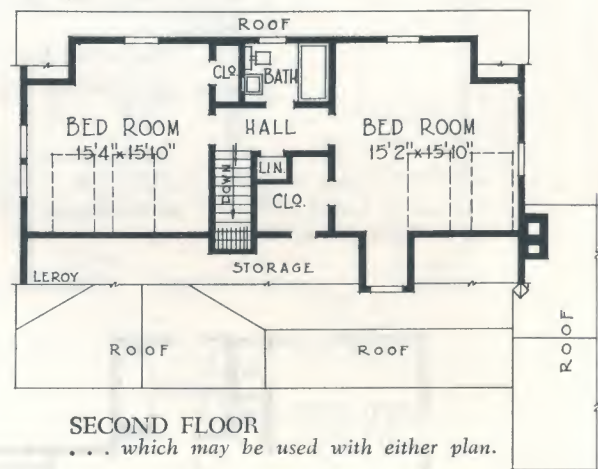 ROOF
CLO.
BATH
BED ROOM
15'4"x15'10"
HALL
BED ROOM
15'2"x15'10"
DOWN
LIN.
CLO.
STORAGE
LEROY
ROOF
ROOF
ROOF
SECOND FLOOR
... which may be used with either plan.